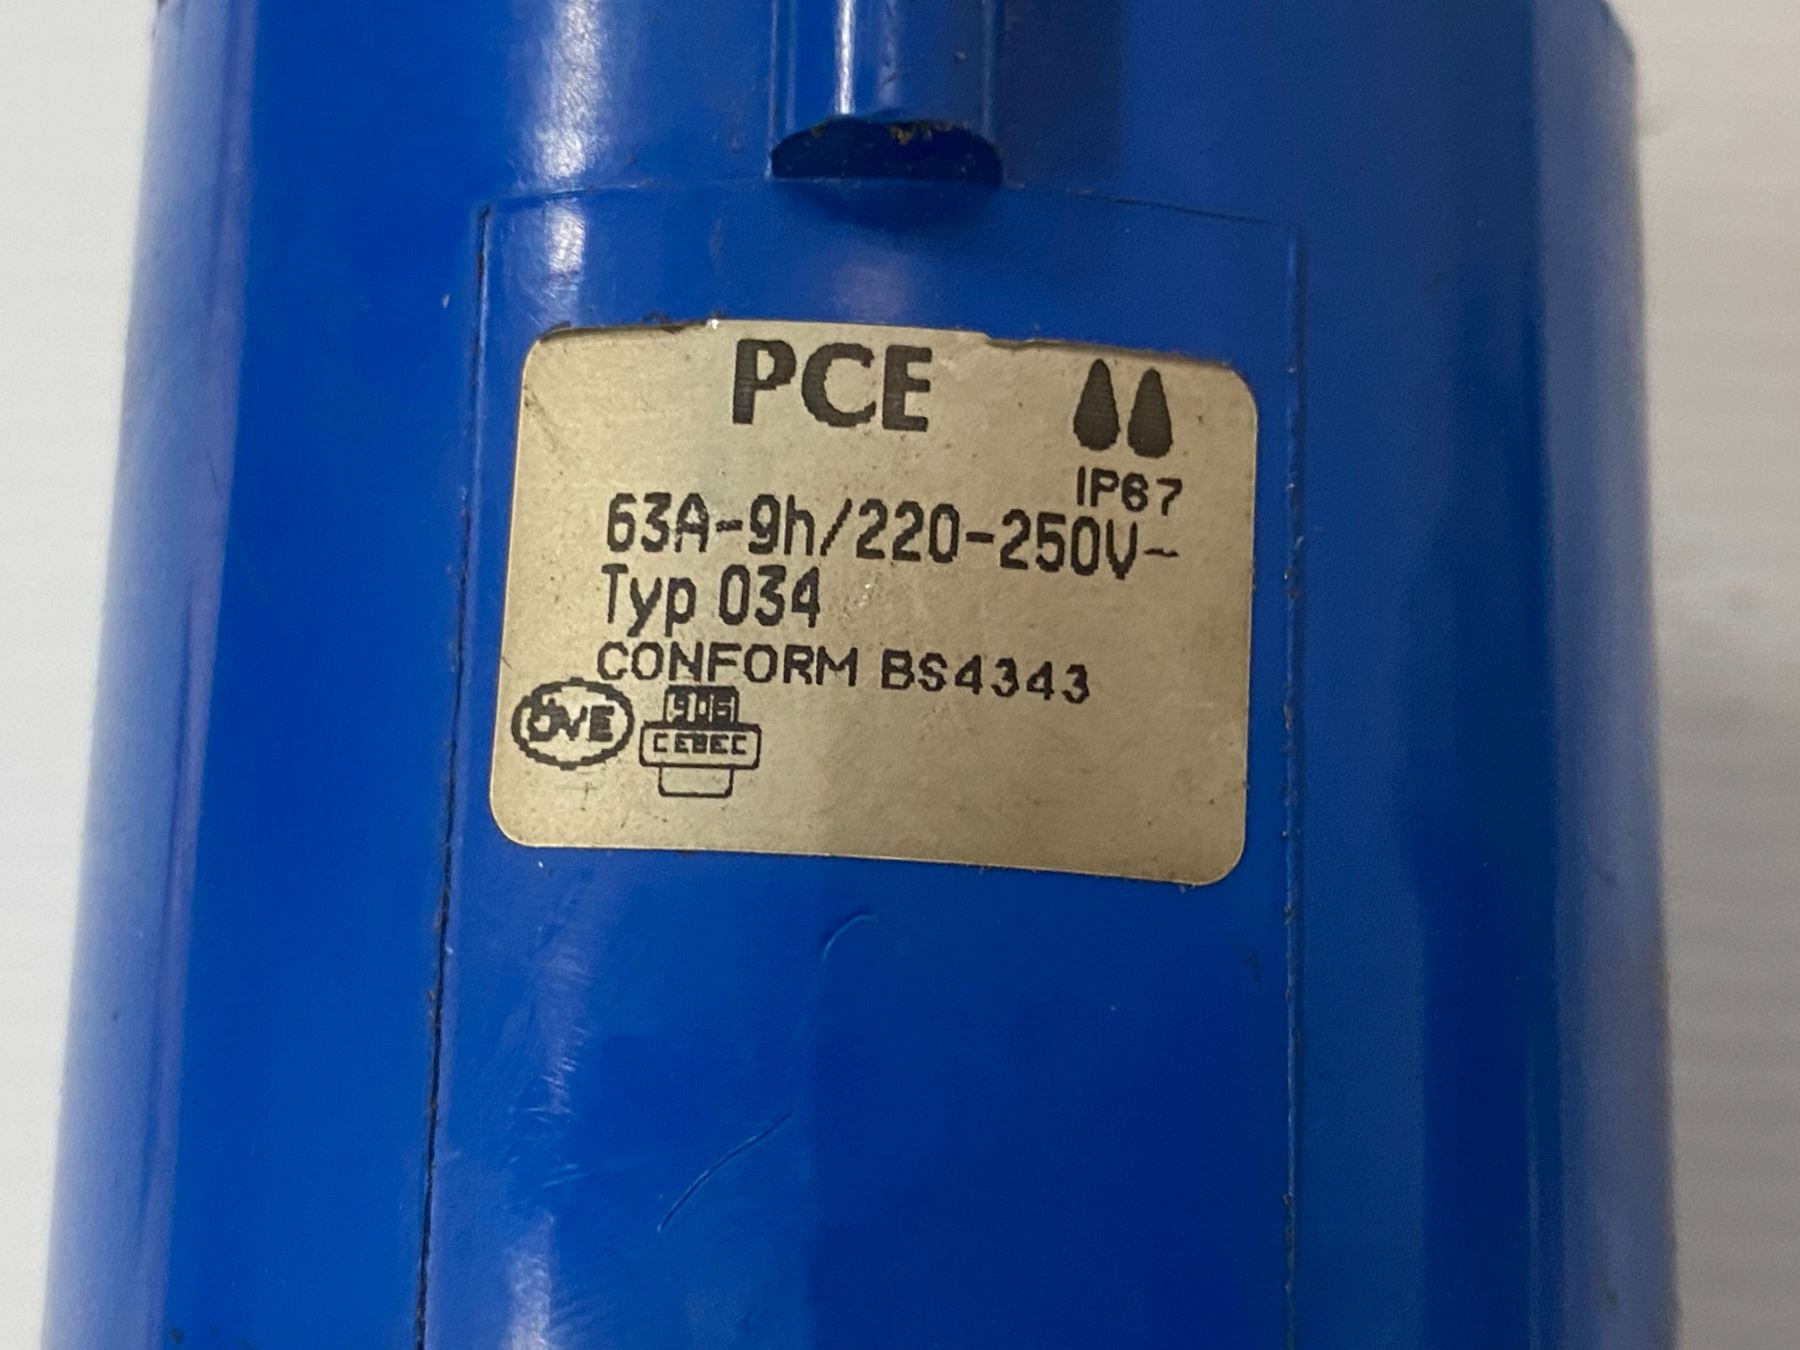 PCE
IP67
63A-9h/220-250V~
Typ 034
CONFORM BS4343
ÖVE
CEBEC